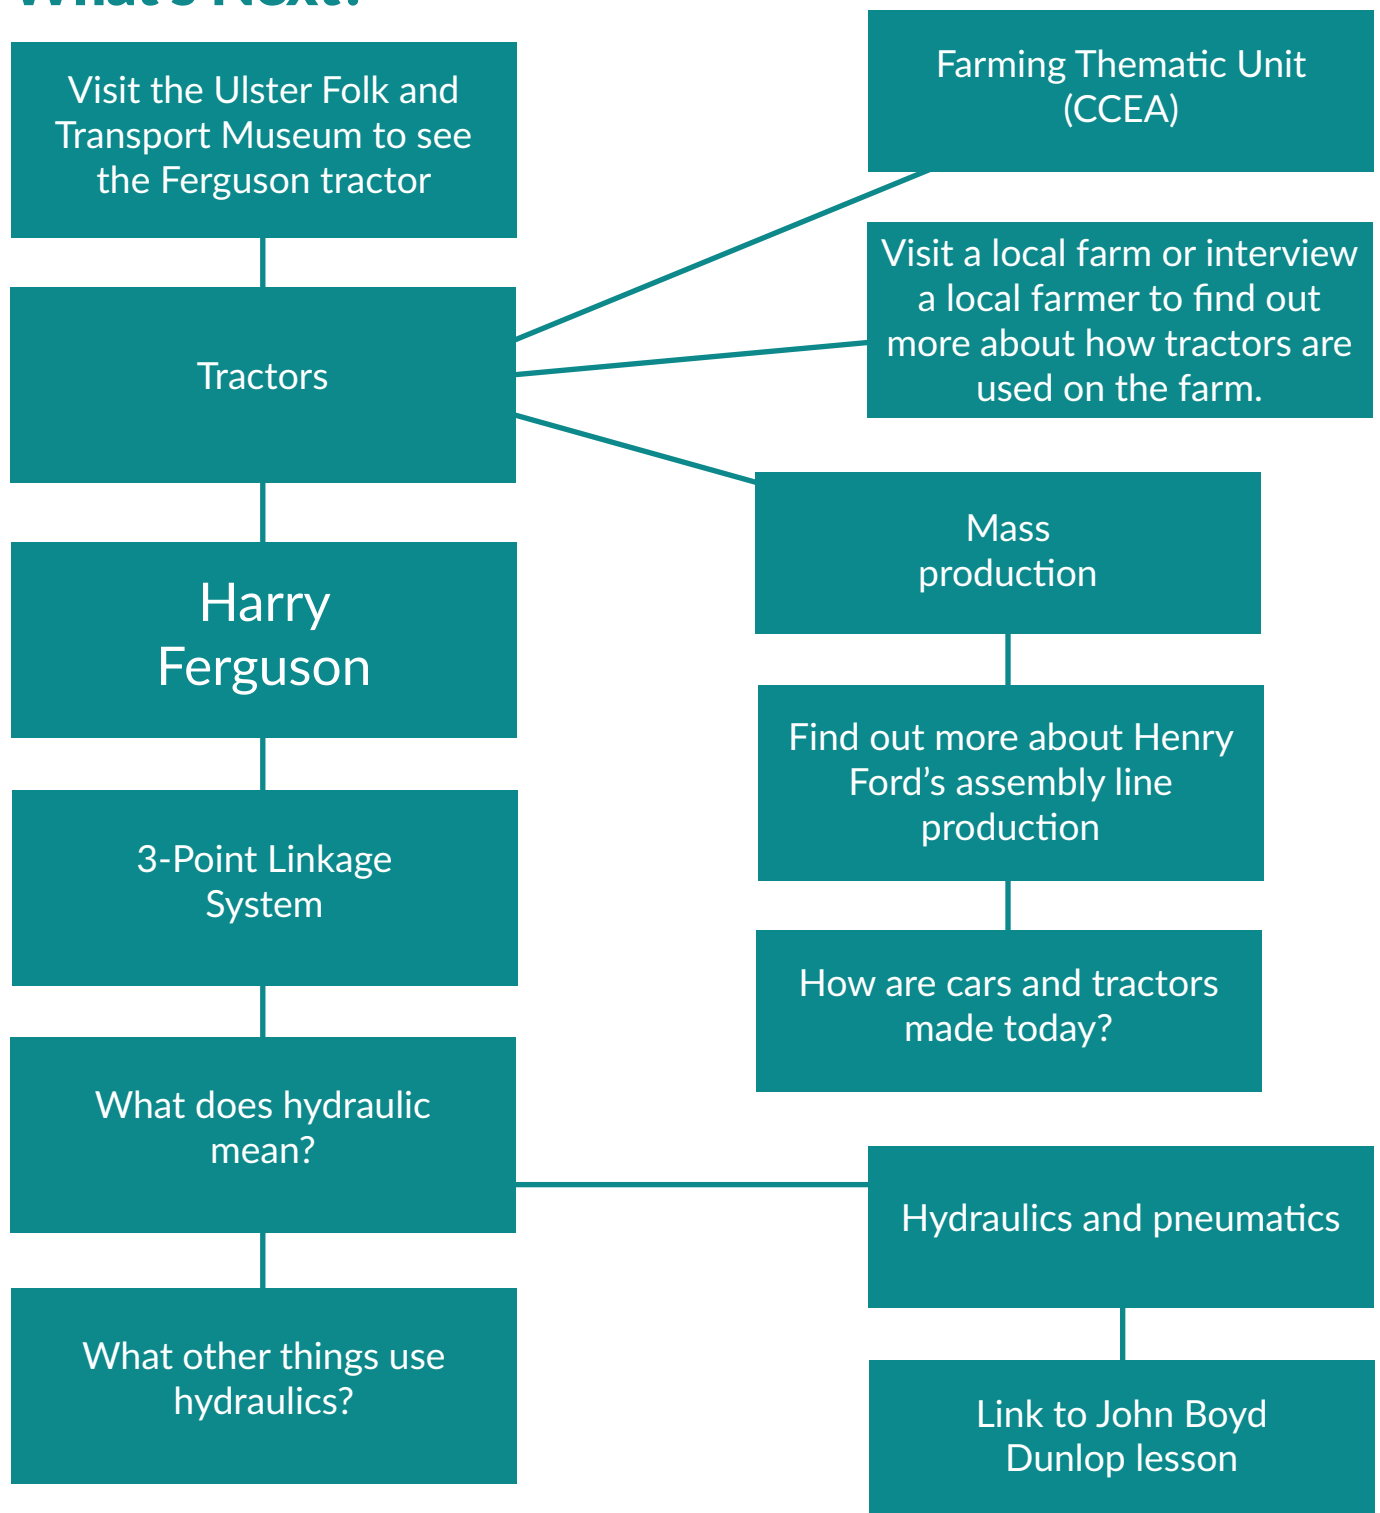 What's Next?
Visit the Ulster Folk and
Transport Museum to see
the Ferguson tractor
Farming Thematic Unit
(CCEA)
Visit a local farm or interview
a local farmer to find out
more about how tractors are
used on the farm.
Tractors
Mass
production
Harry
Ferguson
Find out more about Henry
Ford’s assembly line
production
3-Point Linkage
System
How are cars and tractors
made today?
What does hydraulic
mean?
Hydraulics and pneumatics
What other things use
hydraulics?
Link to John Boyd
Dunlop lesson